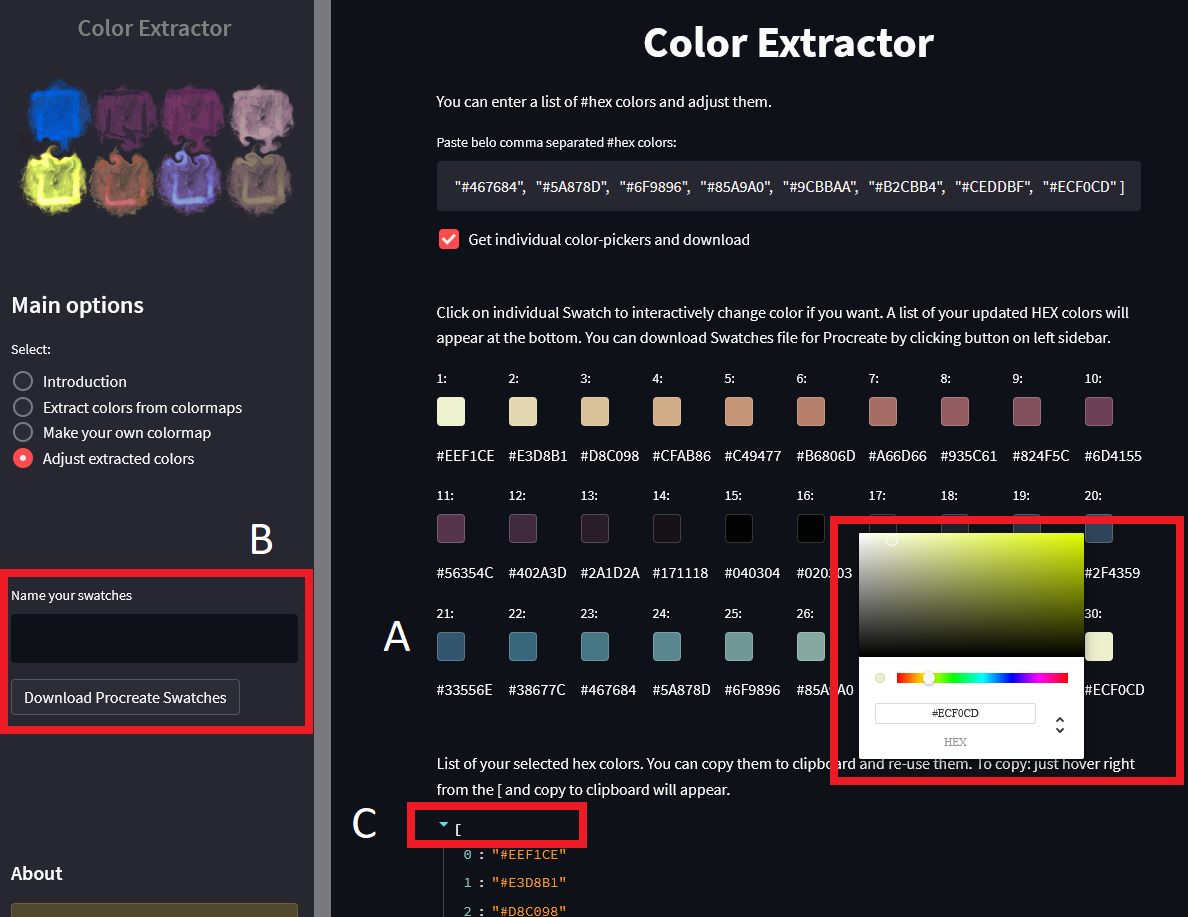 Color Extractor
Main options
Select:
Introduction
Extract colors from colormaps
Make your own colormap
Adjust extracted colors
B
Name your swatches
Download Procreate Swatches
About
Color Extractor
You can enter a list of #hex colors and adjust them.
Paste belo comma separated #hex colors:
"#467684", "#5A878D", "#6F9896", "#85A9A0", "#9CBBAA", "#B2CBB4", "#CEDDBF", "#ECF0CD" ]
Get individual color-pickers and download
Click on individual Swatch to interactively change color if you want. A list of your updated HEX colors will
appear at the bottom. You can download Swatches file for Procreate by clicking button on left sidebar.
1: 2: 3: 4: 5: 6: 7: 8: 9: 10:
#EEF1CE #E3D8B1 #D8C098 #CFAB86 #C49477 #B6806D #A66D66 #935C61 #824F5C #6D4155
11: 12: 13: 14: 15: 16: 17: 18: 19: 20:
#56354C #402A3D #2A1D2A #171118 #040304 #020303 #2F4359
21: 22: 23: 24: 25: 26: 30:
A
#33556E #38677C #467684 #5A878D #6F9896 #85A9A0 #ECF0CD
#ECF0CD
HEX
List of your selected hex colors. You can copy them to clipboard and re-use them. To copy: just hover right
from the [ and copy to clipboard will appear.
C
[
0 : "#EEF1CE"
1 : "#E3D8B1"
2 : "#D8C098"